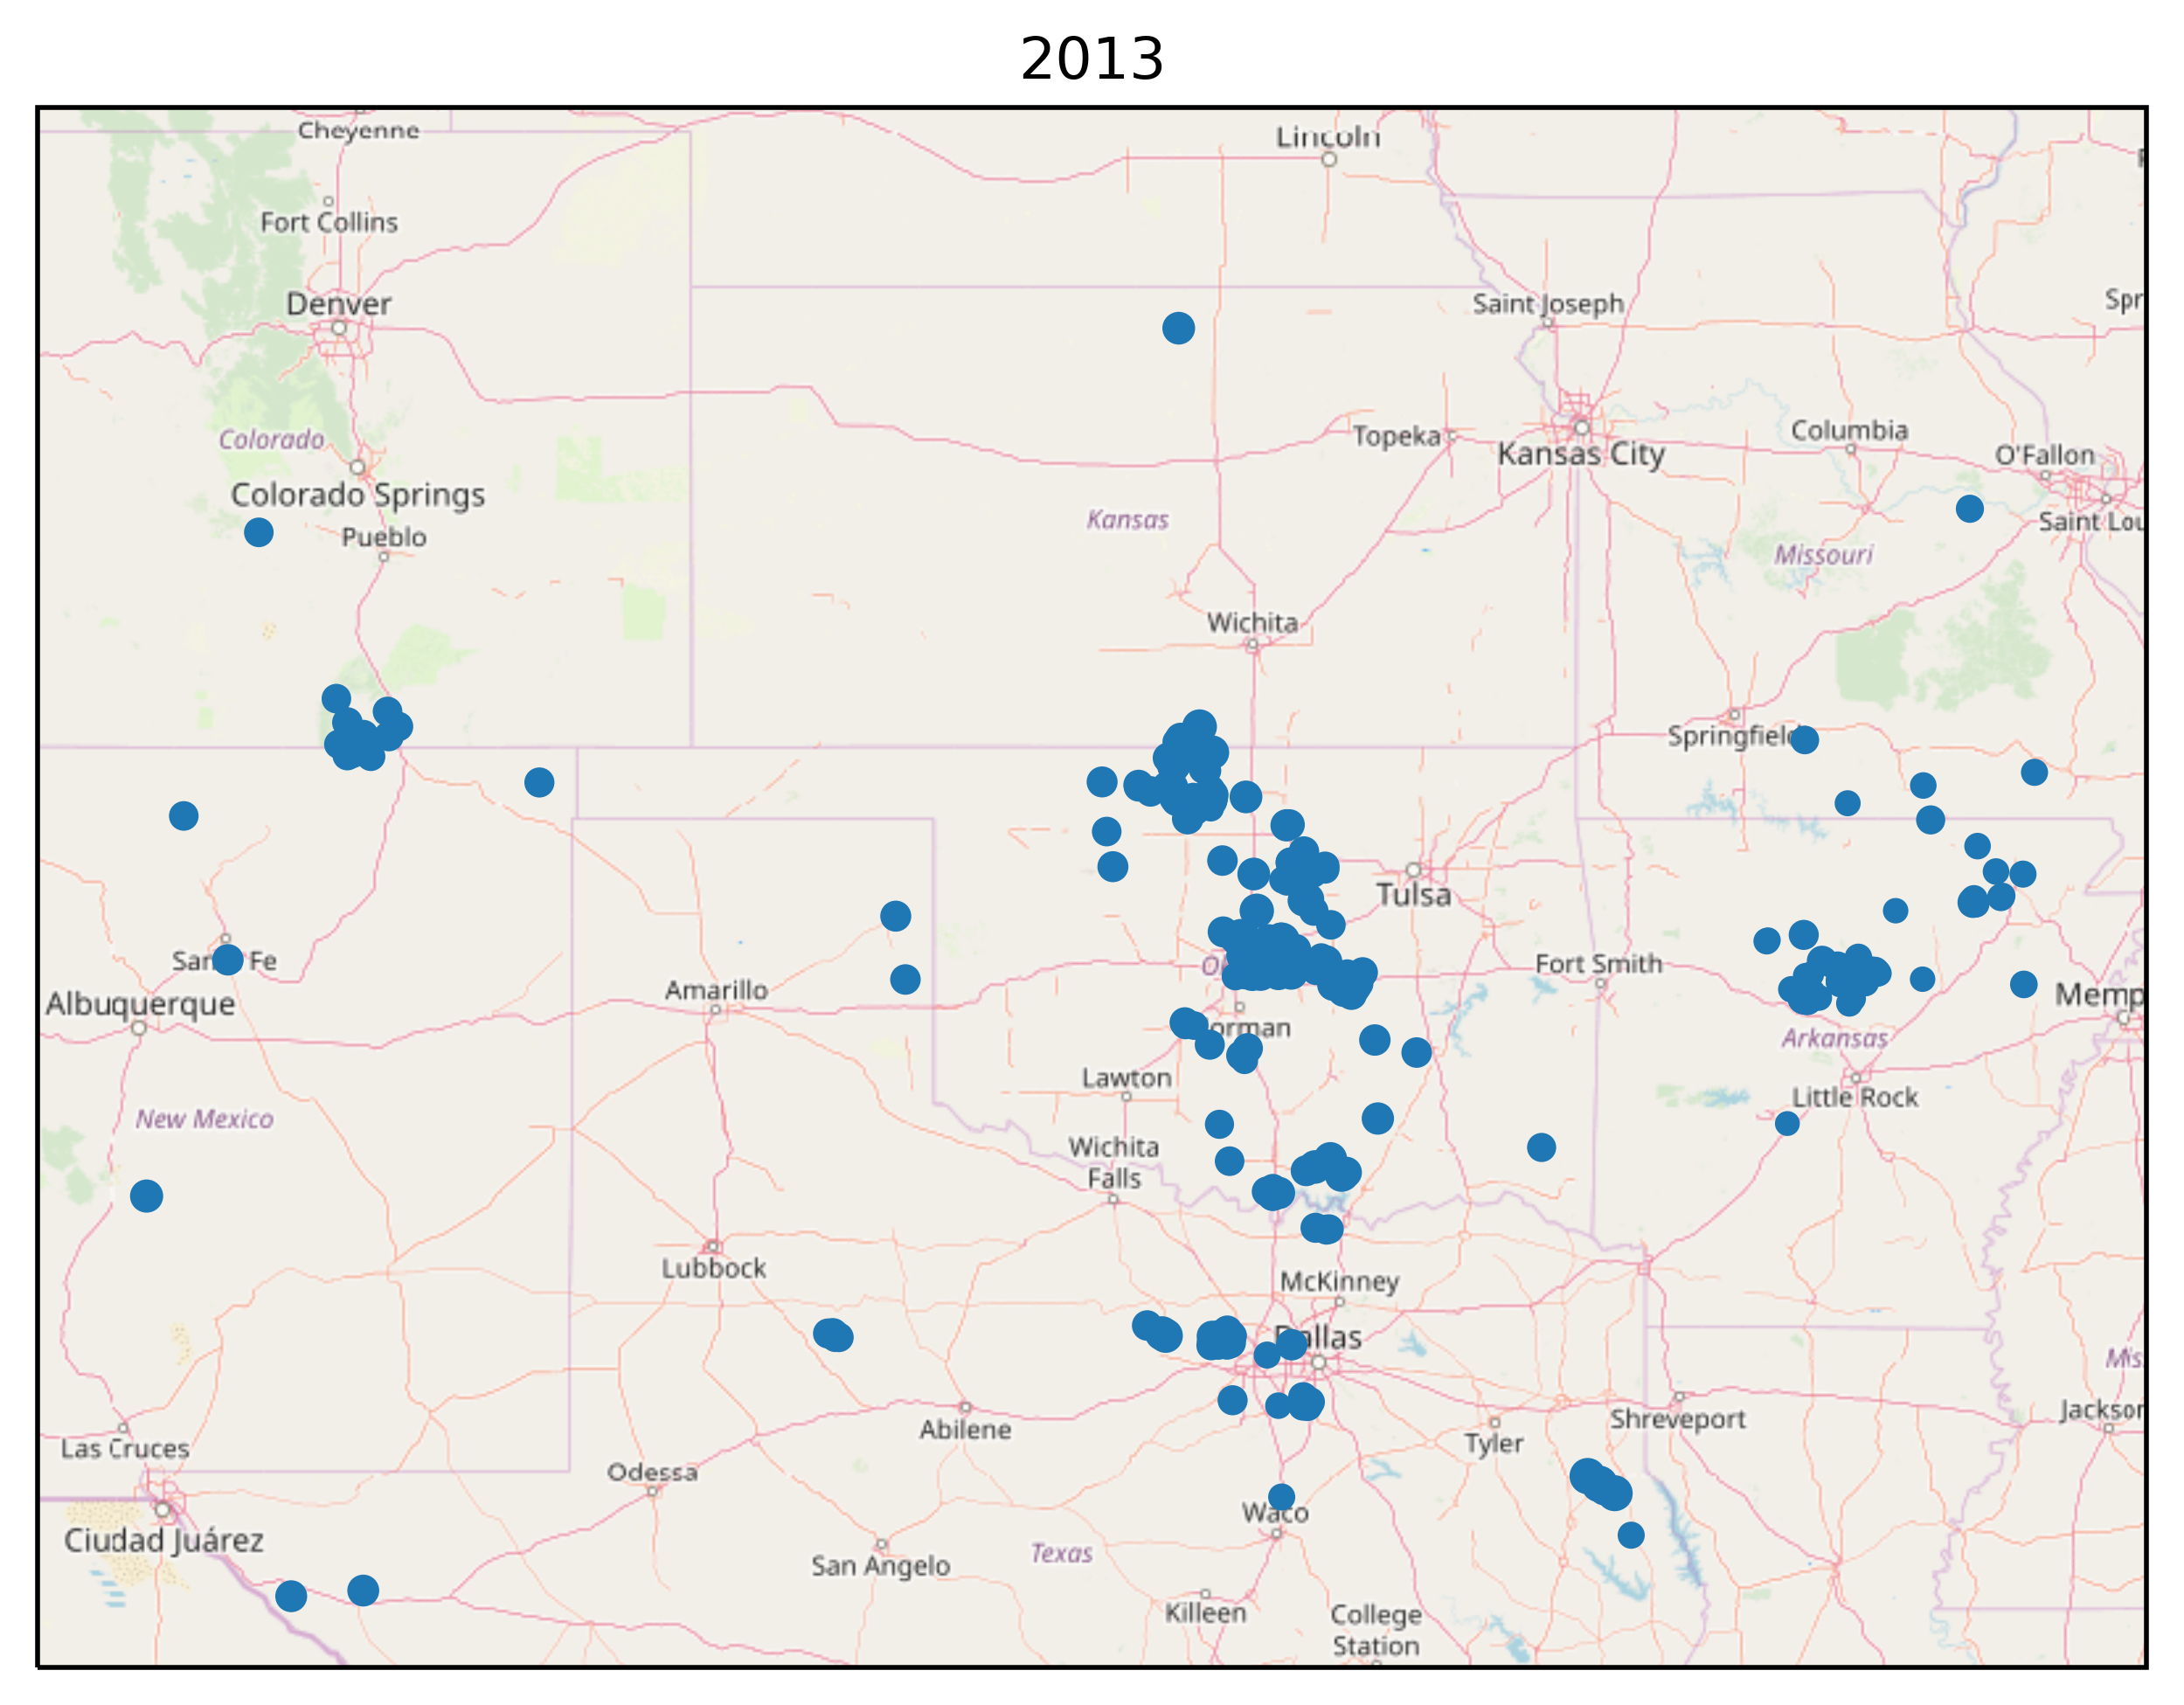 2013
Cheyenne
Lincoln
Fort Collins
Denver
Saint Joseph
Spr
Colorado
Topeka
Kansas City
Columbia
O'Fallon
Colorado Springs
Kansas
Saint Lou
Pueblo
Missouri
Wichita
Springfield
Tulsa
Santa Fe
Fort Smith
Amarillo
Albuquerque
Memp
orman
Arkansas
Lawton
Little Rock
New Mexico
Wichita
Falls
Lubbock
McKinney
Dallas
Mis
Abilene
Shreveport
Jackson
Las Cruces
Tyler
Odessa
Waco
Ciudad Juárez
Texas
San Angelo
Killeen
College
Station